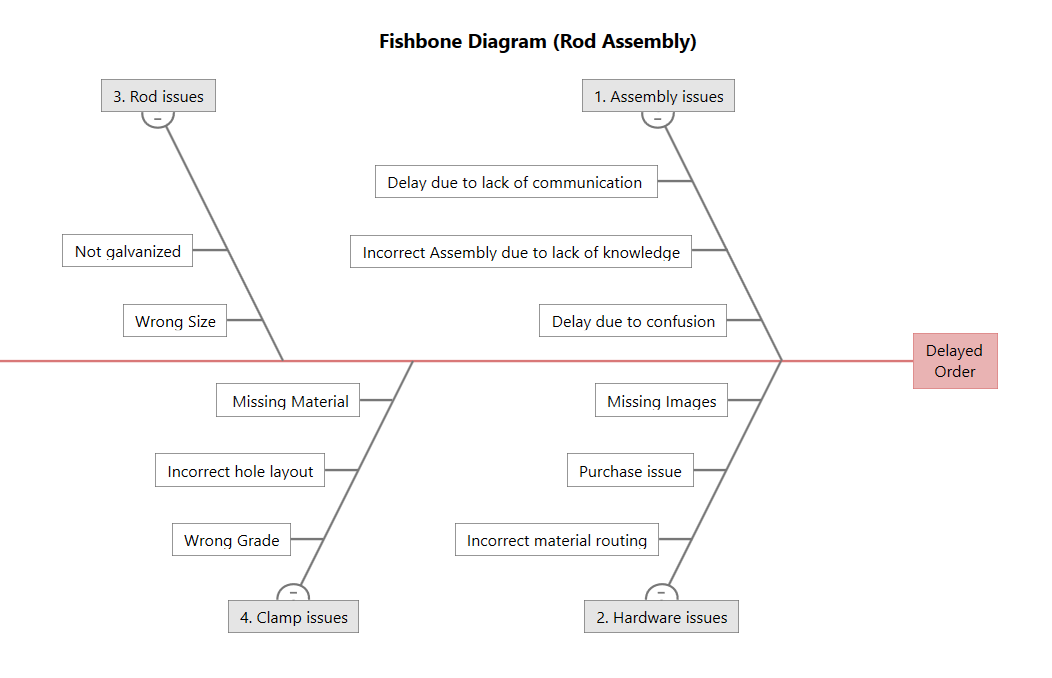 Fishbone Diagram (Rod Assembly)
3. Rod issues
1. Assembly issues
Delay due to lack of communication
Not galvanized
Incorrect Assembly due to lack of knowledge
Wrong Size
Delay due to confusion
Delayed
Order
Missing Material
Missing Images
Incorrect hole layout
Purchase issue
Wrong Grade
Incorrect material routing
4. Clamp issues
2. Hardware issues